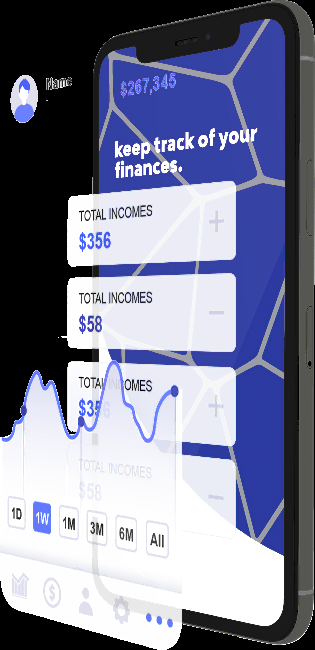 Name
$267,345
keep track of your
finances.
TOTAL INCOMES
$356
+
TOTAL INCOMES
$58
−
TOTAL INCOMES
$356
+
TOTAL INCOMES
$58
−
1D 1W 1M 3M 6M All
$